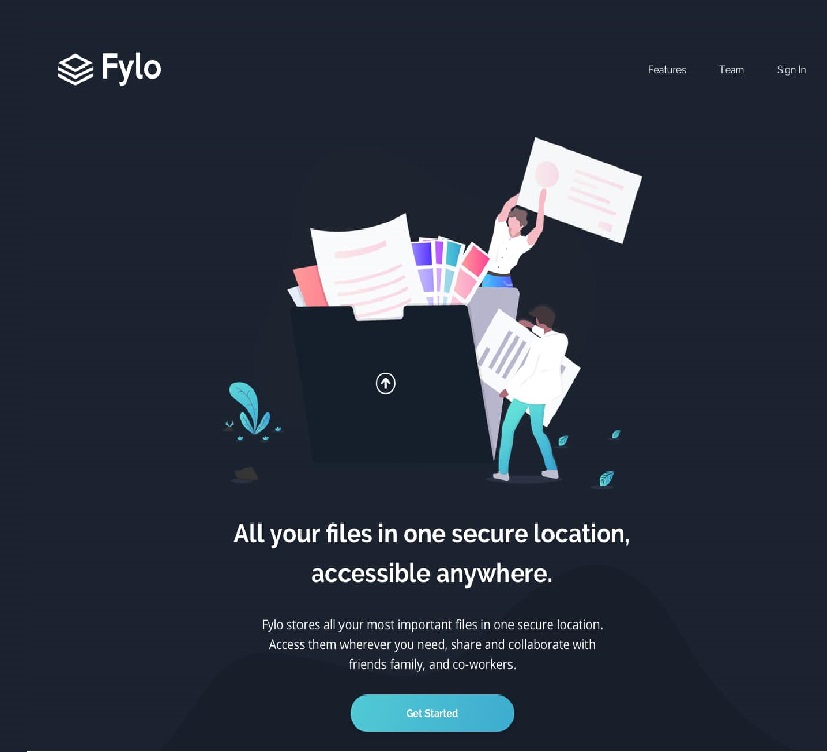 Fylo
Features
Team
Sign In
All your files in one secure location,
accessible anywhere.
Fylo stores all your most important files in one secure location.
Access them wherever you need, share and collaborate with
friends family, and co-workers.
Get Started